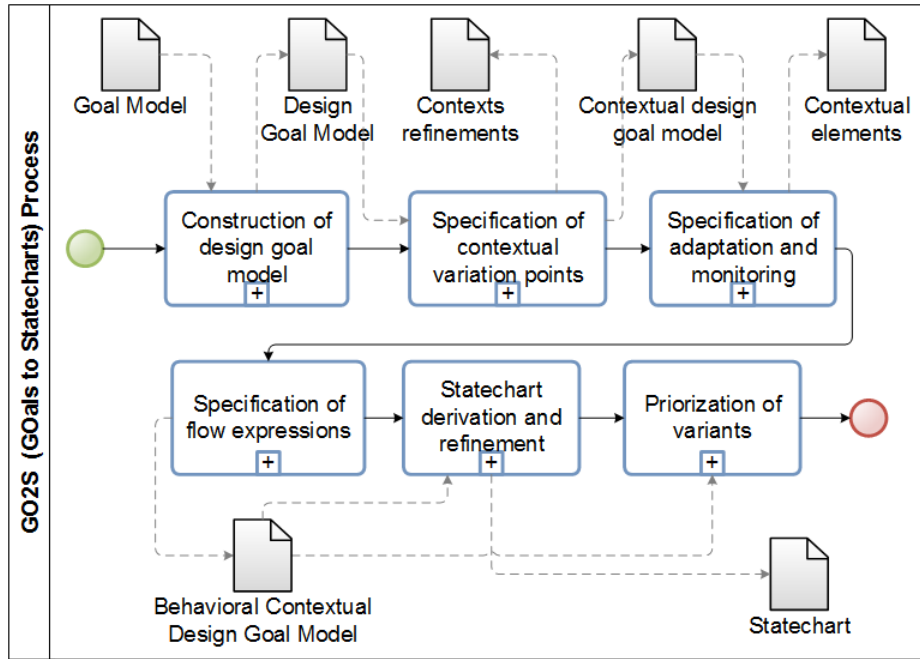 GO2S (GOals to Statecharts) Process
Goal Model
Design
Goal Model
Contexts
refinements
Contextual design
goal model
Contextual
elements
Construction of
design goal
model
+
Specification of
contextual
variation points
+
Specification of
adaptation and
monitoring
+
Specification of
flow expressions
+
Statechart
derivation and
refinement
+
Priorization of
variants
+
Behavioral Contextual
Design Goal Model
Statechart